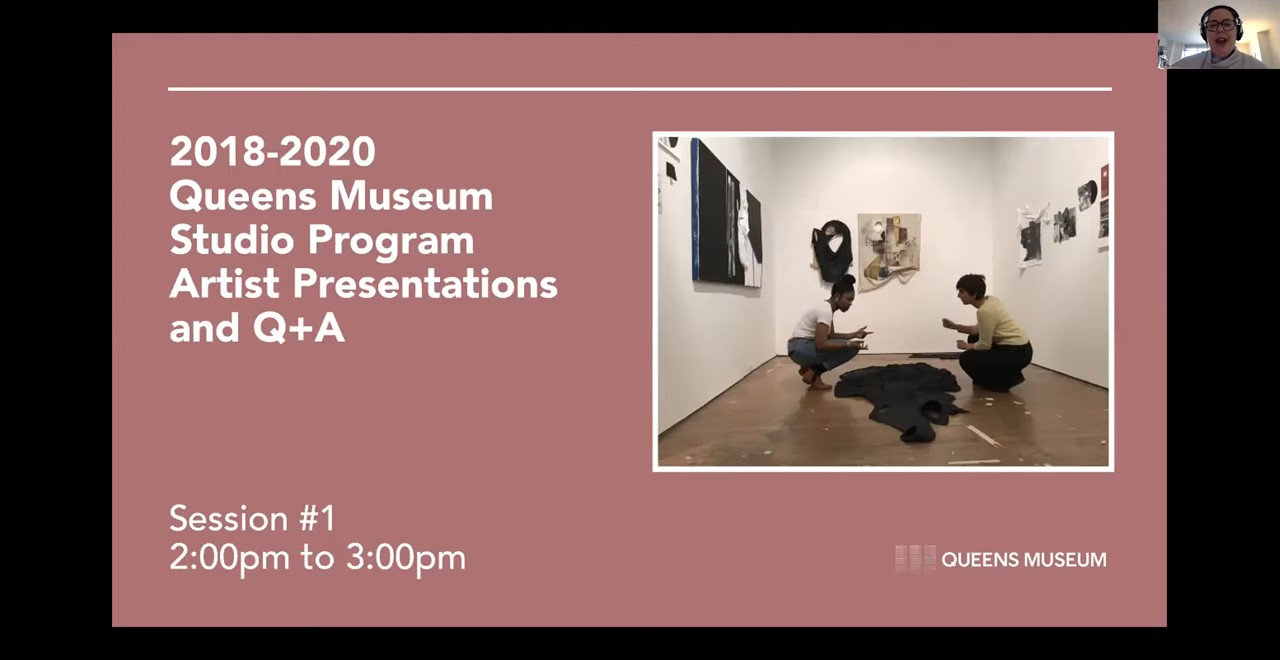 2018-2020
Queens Museum
Studio Program
Artist Presentations
and Q+A
Session #1
2:00pm to 3:00pm
QUEENS MUSEUM